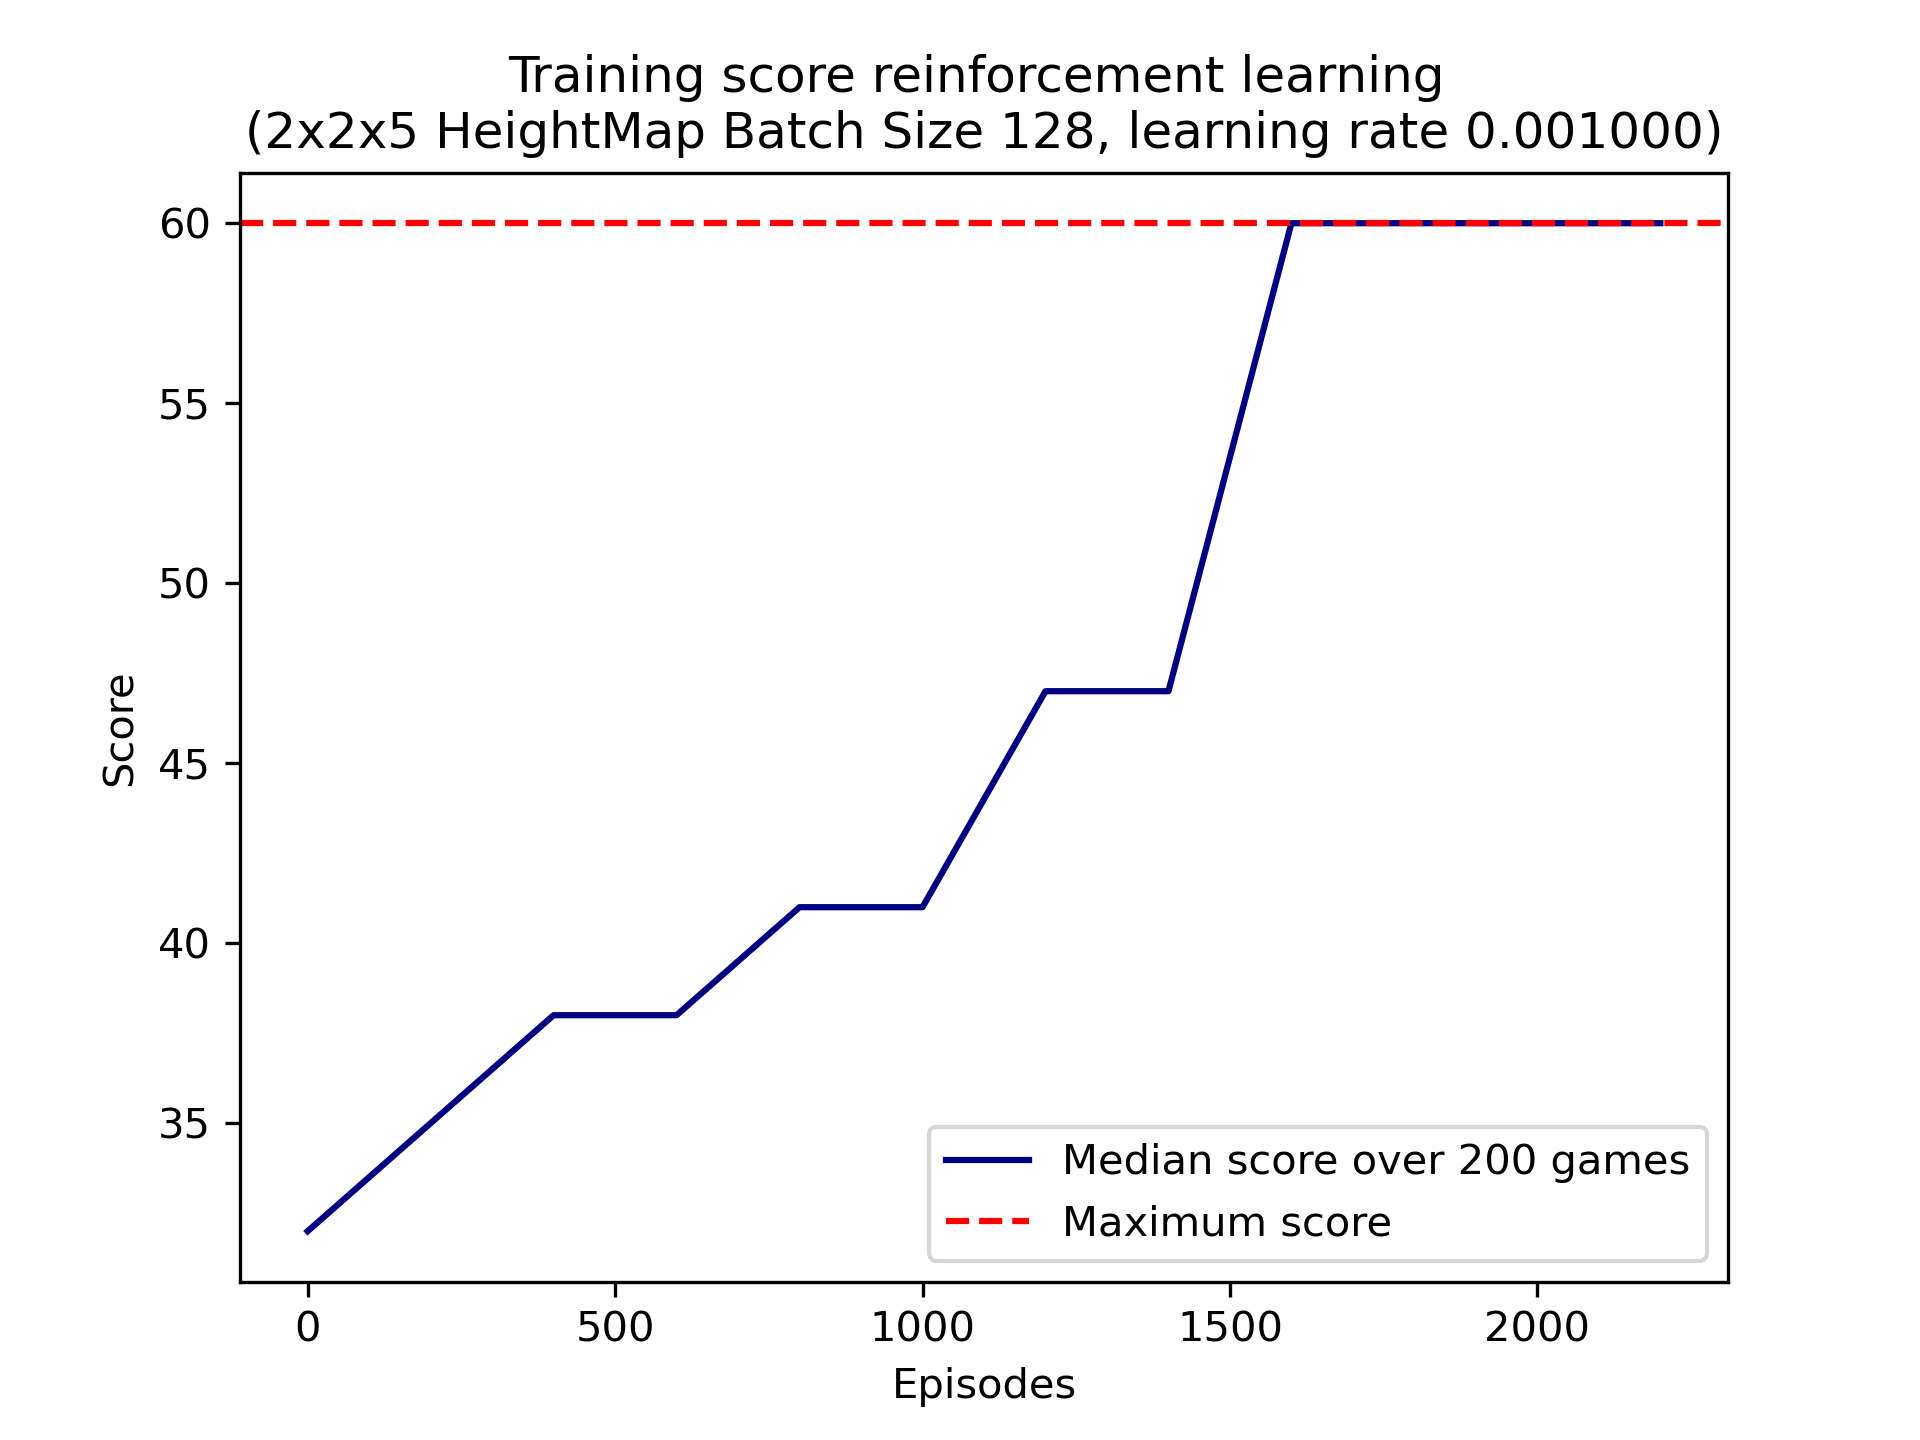 Training score reinforcement learning
(2x2x5 HeightMap Batch Size 128, learning rate 0.001000)
60
55
50
45
40
35
Score
Median score over 200 games
Maximum score
0 500 1000 1500 2000
Episodes